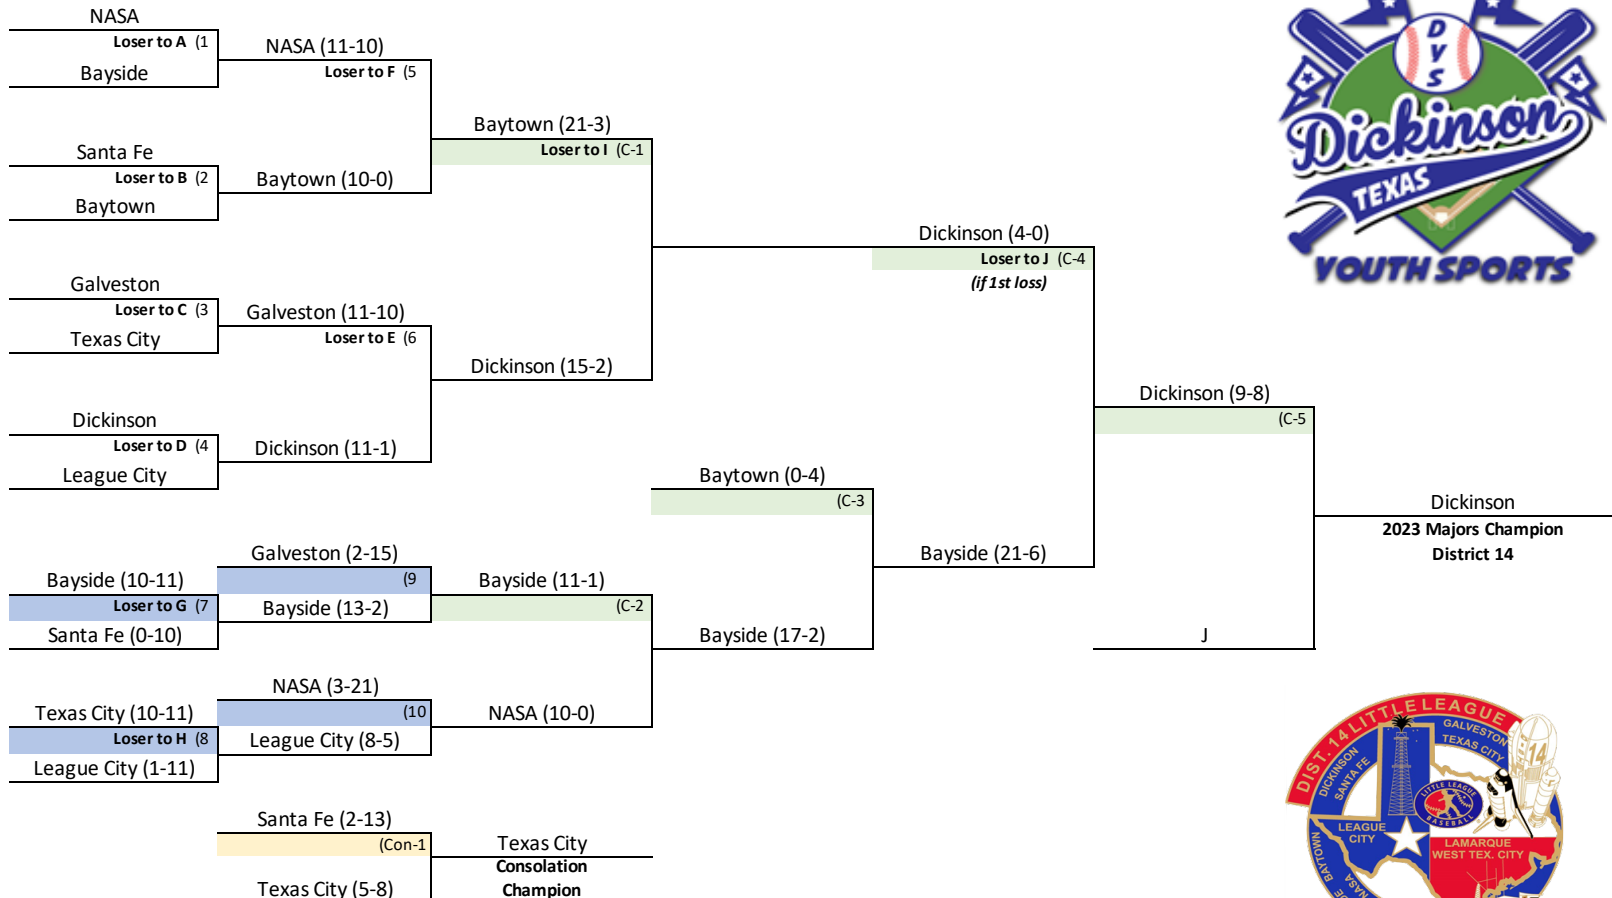 NASA
Loser to A (1
Bayside
NASA (11-10)
Loser to F (5
Santa Fe
Loser to B (2
Baytown
Baytown (10-0)
Baytown (21-3)
Loser to I (C-1
Galveston
Loser to C (3
Texas City
Galveston (11-10)
Loser to E (6
Dickinson
Loser to D (4
League City
Dickinson (11-1)
Dickinson (15-2)
Dickinson (4-0)
Loser to J (C-4
(if 1st loss)
Dickinson (9-8)
(C-5
Dickinson
2023 Majors Champion
District 14
J
Baytown (0-4)
(C-3
Bayside (21-6)
Bayside (17-2)
Galveston (2-15)
(9
Bayside (13-2)
Bayside (11-1)
(C-2
Bayside (10-11)
Loser to G (7
Santa Fe (0-10)
NASA (3-21)
(10
League City (8-5)
NASA (10-0)
Texas City (10-11)
Loser to H (8
League City (1-11)
Santa Fe (2-13)
(Con-1
Texas City (5-8)
Texas City
Consolation
Champion
DYS
Dickinson
TEXAS
YOUTH SPORTS
DIST. 14 LITTLE LEAGUE
GALVESTON
TEXAS CITY
14
DICKINSON
SANTA FE
LITTLE LEAGUE
BASEBALL
LEAGUE
CITY
LAMARQUE
WEST TEX. CITY
BAYTOWN
NASA